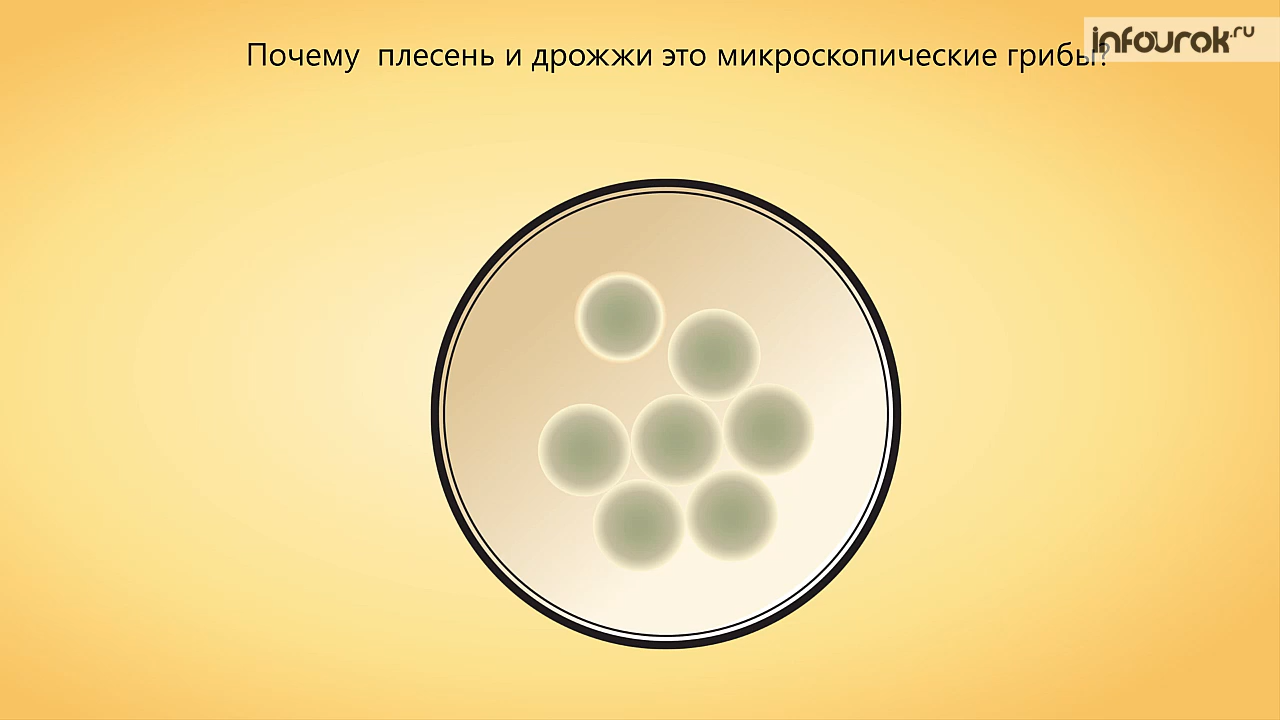 Почему плесень и дрожжи это микроскопические грибы?
infourok.ru